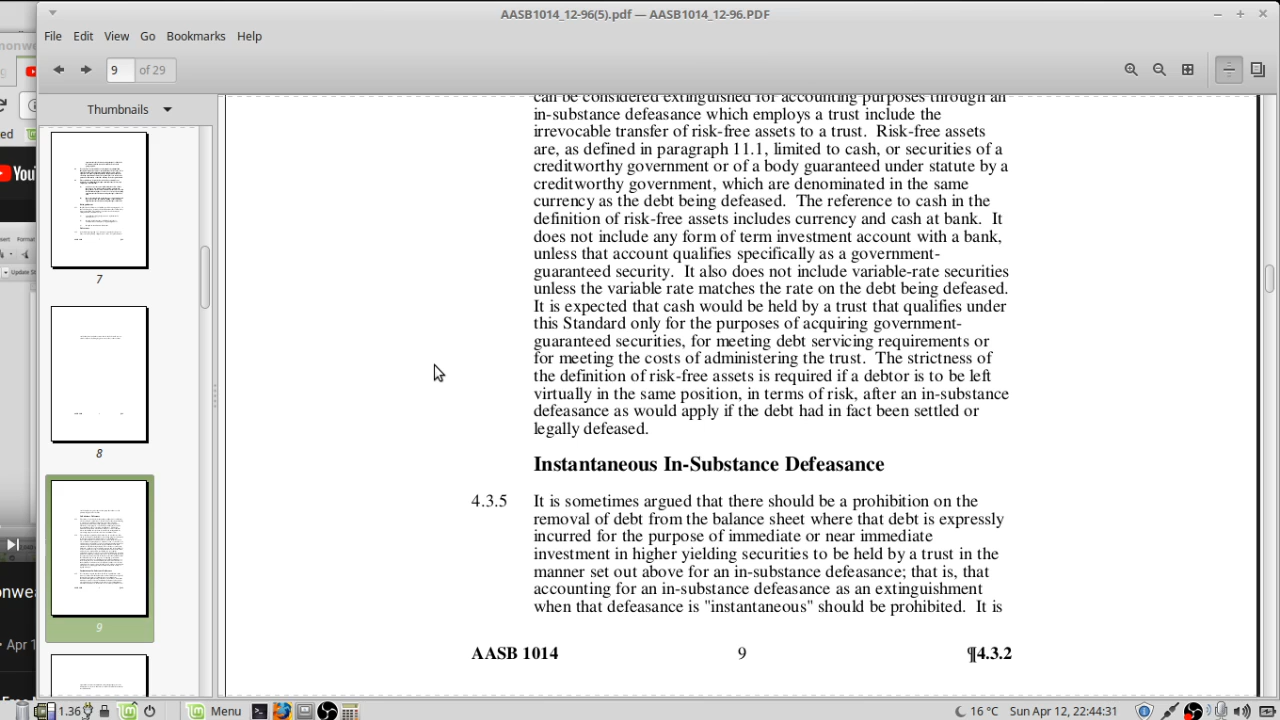 AASB1014_12-96(5).pdf — AASB1014_12-96.PDF
File Edit View Go Bookmarks Help
9 of 29
Thumbnails
7
8
9
can be considered extinguished for accounting purposes through an
in-substance defeasance which employs a trust include the
irrevocable transfer of risk-free assets to a trust. Risk-free assets
are, as defined in paragraph 11.1, limited to cash, or securities of a
creditworthy government or of a body guaranteed under statute by a
creditworthy government, which are denominated in the same
currency as the debt being defeased. The reference to cash in the
definition of risk-free assets includes currency and cash at bank. It
does not include any form of term investment account with a bank,
unless that account qualifies specifically as a government-
guaranteed security. It also does not include variable-rate securities
unless the variable rate matches the rate on the debt being defeased.
It is expected that cash would be held by a trust that qualifies under
this Standard only for the purposes of acquiring government-
guaranteed securities, for meeting debt servicing requirements or
for meeting the costs of administering the trust. The strictness of
the definition of risk-free assets is required if a debtor is to be left
virtually in the same position, in terms of risk, after an in-substance
defeasance as would apply if the debt had in fact been settled or
legally defeased.
Instantaneous In-Substance Defeasance
4.3.5 It is sometimes argued that there should be a prohibition on the
removal of debt from the balance sheet where that debt is expressly
incurred for the purpose of immediate or near immediate
investment in higher yielding securities to be held by a trust in the
manner set out above for an in-substance defeasance; that is, that
accounting for an in-substance defeasance as an extinguishment
when that defeasance is "instantaneous" should be prohibited. It is
AASB 1014 9 ¶4.3.2
1.36 Menu 16 °C Sun Apr 12, 22:44:31